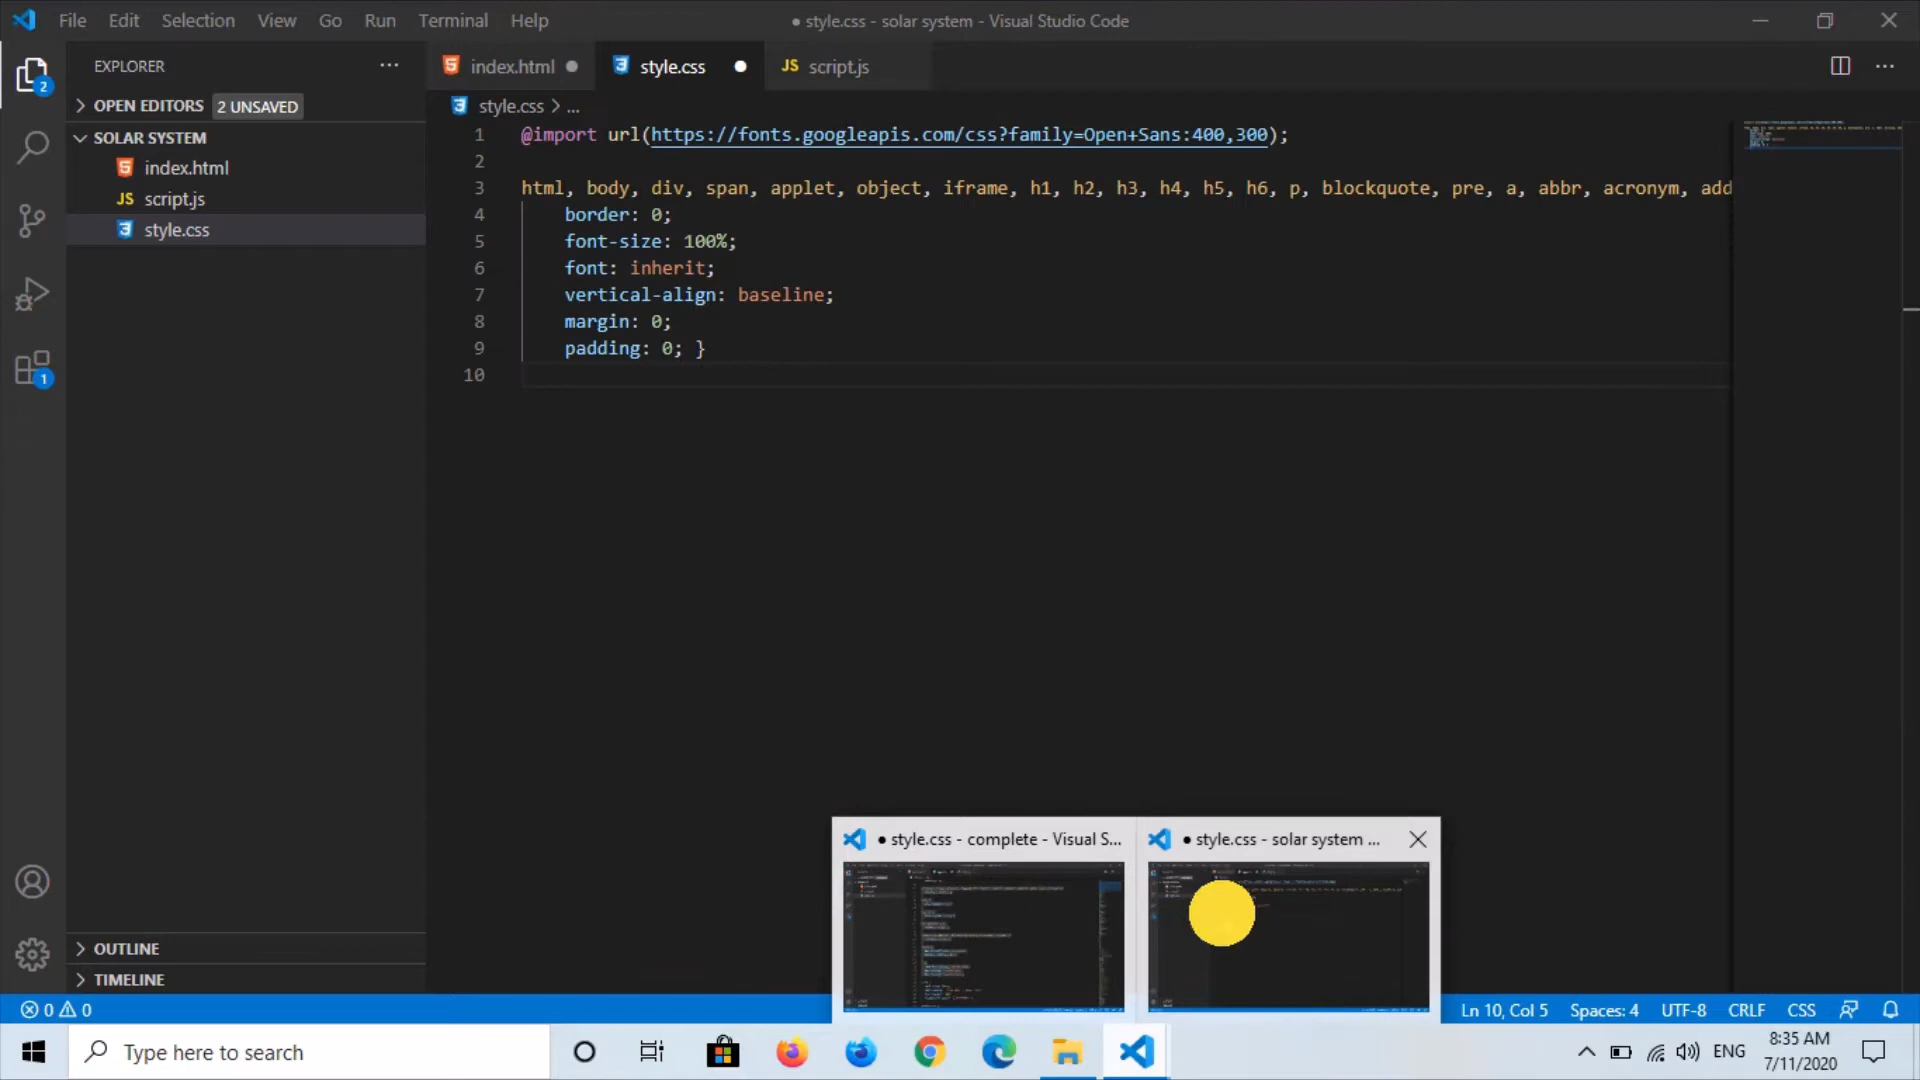 File Edit Selection View Go Run Terminal Help
● style.css - solar system - Visual Studio Code
EXPLORER
2
OPEN EDITORS 2 UNSAVED
SOLAR SYSTEM
index.html
JS script.js
style.css
1
OUTLINE
TIMELINE
index.html ●
style.css ●
JS script.js
style.css > ...
1 @import url(https://fonts.googleapis.com/css?family=Open+Sans:400,300);
2
3 html, body, div, span, applet, object, iframe, h1, h2, h3, h4, h5, h6, p, blockquote, pre, a, abbr, acronym, add
4 border: 0;
5 font-size: 100%;
6 font: inherit;
7 vertical-align: baseline;
8 margin: 0;
9 padding: 0; }
10
● style.css - complete - Visual S...
● style.css - solar system ...
0 0
Ln 10, Col 5 Spaces: 4 UTF-8 CRLF CSS
Type here to search
ENG
8:35 AM
7/11/2020